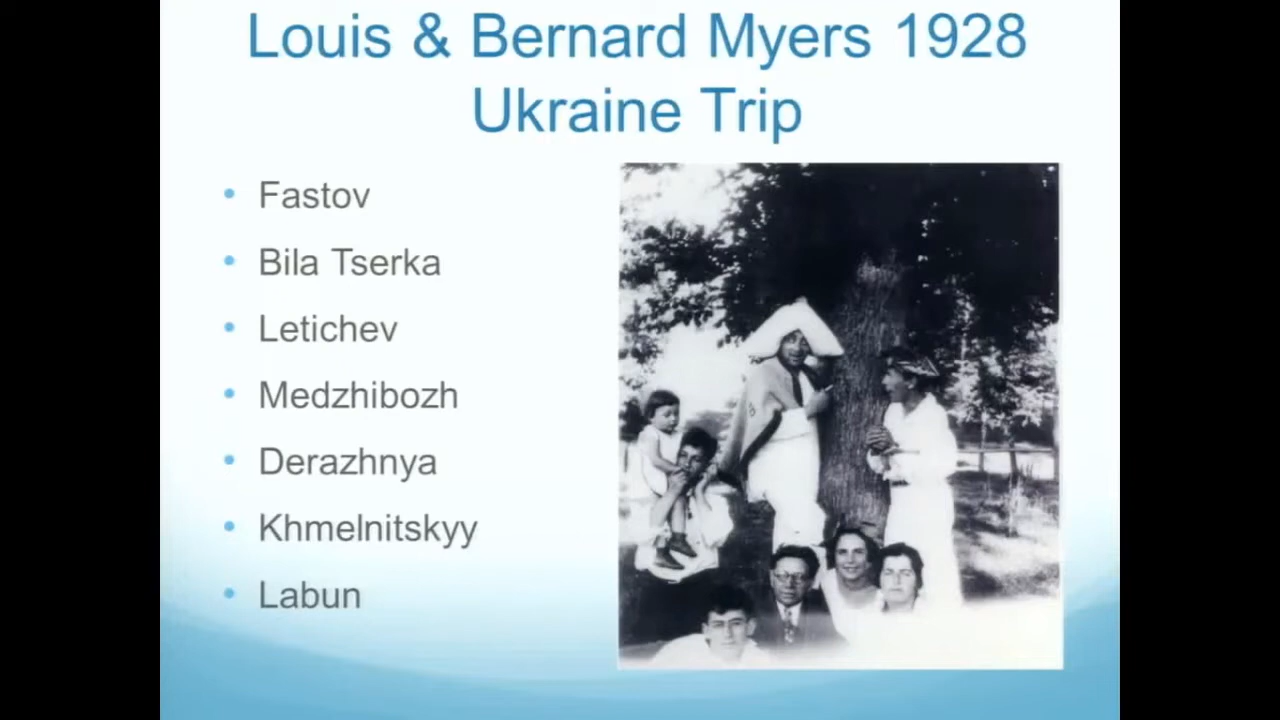 Louis & Bernard Myers 1928
Ukraine Trip
• Fastov
• Bila Tserka
• Letichev
• Medzhibozh
• Derazhnya
• Khmelnitskyy
• Labun